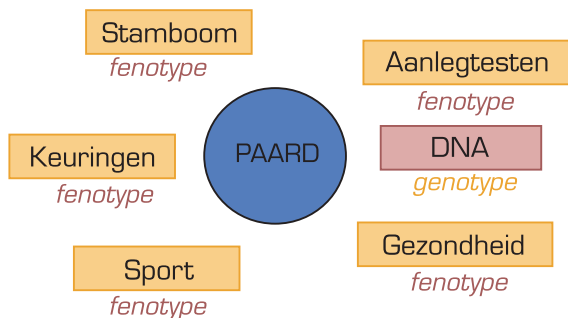 Stamboom
fenotype
Aanlegtesten
fenotype
Keuringen
fenotype
PAARD
DNA
genotype
Sport
fenotype
Gezondheid
fenotype